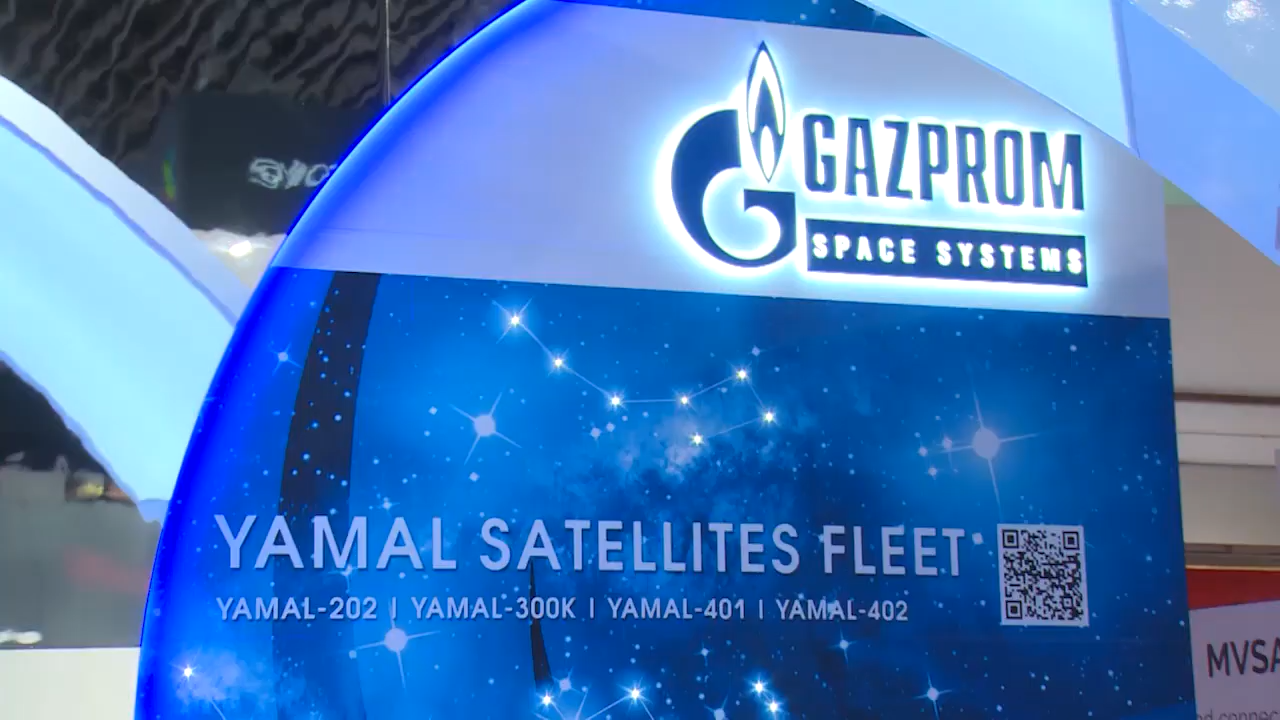 GAZPROM
SPACE SYSTEMS
YAMAL SATELLITES FLEET
YAMAL-202 | YAMAL-300K | YAMAL-401 | YAMAL-402
MVSA